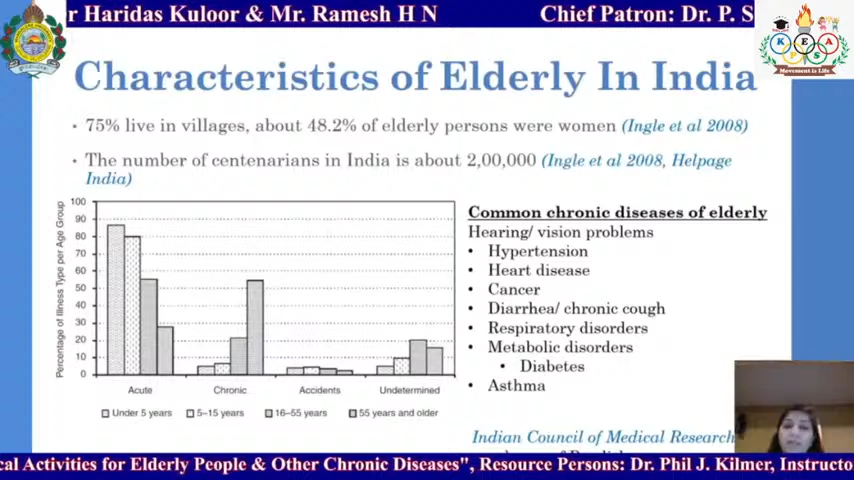 r Haridas Kuloor & Mr. Ramesh H N
Chief Patron: Dr. P. S
K E A
P S
Movement is Life
Characteristics of Elderly In India
• 75% live in villages, about 48.2% of elderly persons were women (Ingle et al 2008)
• The number of centenarians in India is about 2,00,000 (Ingle et al 2008, Helpage
India)
Percentage of Illness Type per Age Group
100
90
80
70
60
50
40
30
20
10
0
Acute Chronic Accidents Undetermined
Under 5 years 5–15 years 16–55 years 55 years and older
Common chronic diseases of elderly
Hearing/ vision problems
• Hypertension
• Heart disease
• Cancer
• Diarrhea/ chronic cough
• Respiratory disorders
• Metabolic disorders
• Diabetes
• Asthma
Indian Council of Medical Research
cal Activities for Elderly People & Other Chronic Diseases", Resource Persons: Dr. Phil J. Kilmer, Instructo